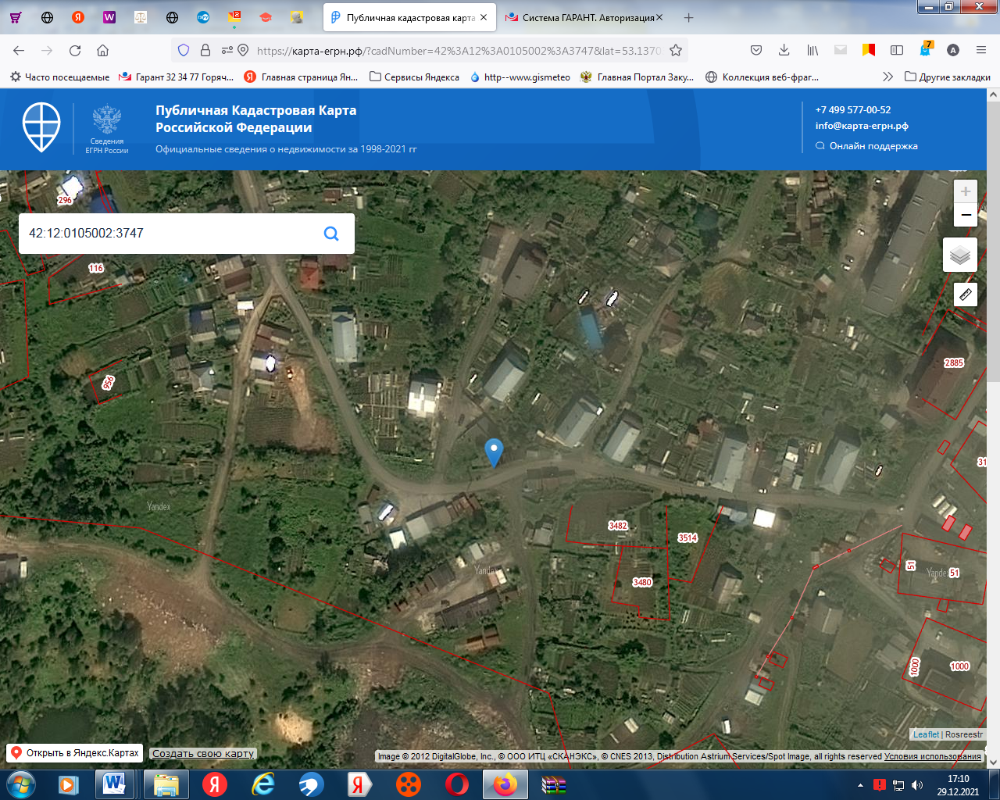 Публичная кадастровая карта
Система ГАРАНТ. Авторизация
https://карта-егрн.рф/?cadNumber=42%3A12%3A0105002%3A3747&lat=53.1370
7
A
Часто посещаемые
Гарант 32 34 77 Горяч...
Главная страница Ян...
Сервисы Яндекса
http--www.gismeteo
Главная Портал Заку...
Коллекция веб-фраг...
Другие закладки
Сведения
ЕГРН России
Публичная Кадастровая Карта
Российской Федерации
Официальные сведения о недвижимости за 1998-2021 гг
+7 499 577-00-52
info@карта-егрн.рф
Онлайн поддержка
296
42:12:0105002:3747
116
956
2885
31
3482
3514
3480
51
51
1000
1000
Yandex
Yandex
Yandex
Leaflet | Rosreestr
Открыть в Яндекс.Картах
Создать свою карту
Image © 2012 DigitalGlobe, Inc., © ООО ИТЦ «СКАНЭКС», © CNES 2013, Distribution Astrium Services/Spot Image, all rights reserved Условия использования
17:10
29.12.2021